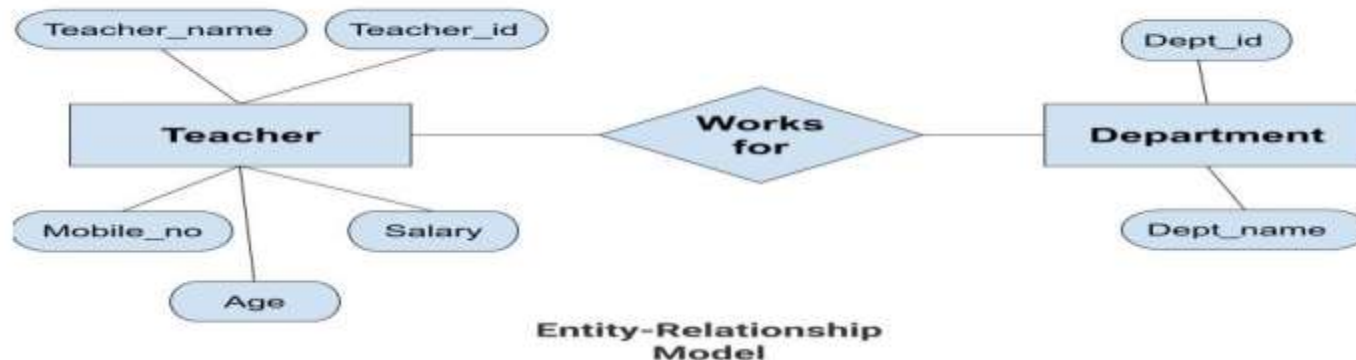 Teacher_name
Teacher_id
Dept_id
Teacher
Works
for
Department
Mobile_no
Salary
Dept_name
Age
Entity-Relationship
Model